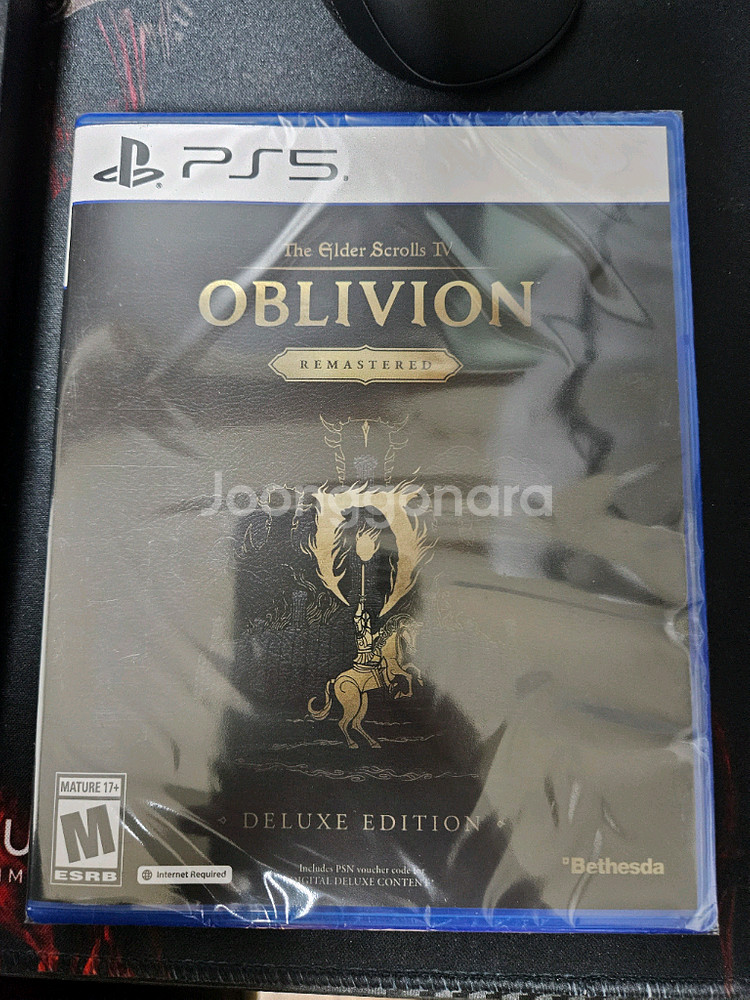 PS5
The Elder Scrolls IV
OBLIVION
REMASTERED
Joonggonara
MATURE 17+
M
ESRB
Internet Required
DELUXE EDITION
Includes PSN voucher code for
DIGITAL DELUXE CONTENT
Bethesda
U